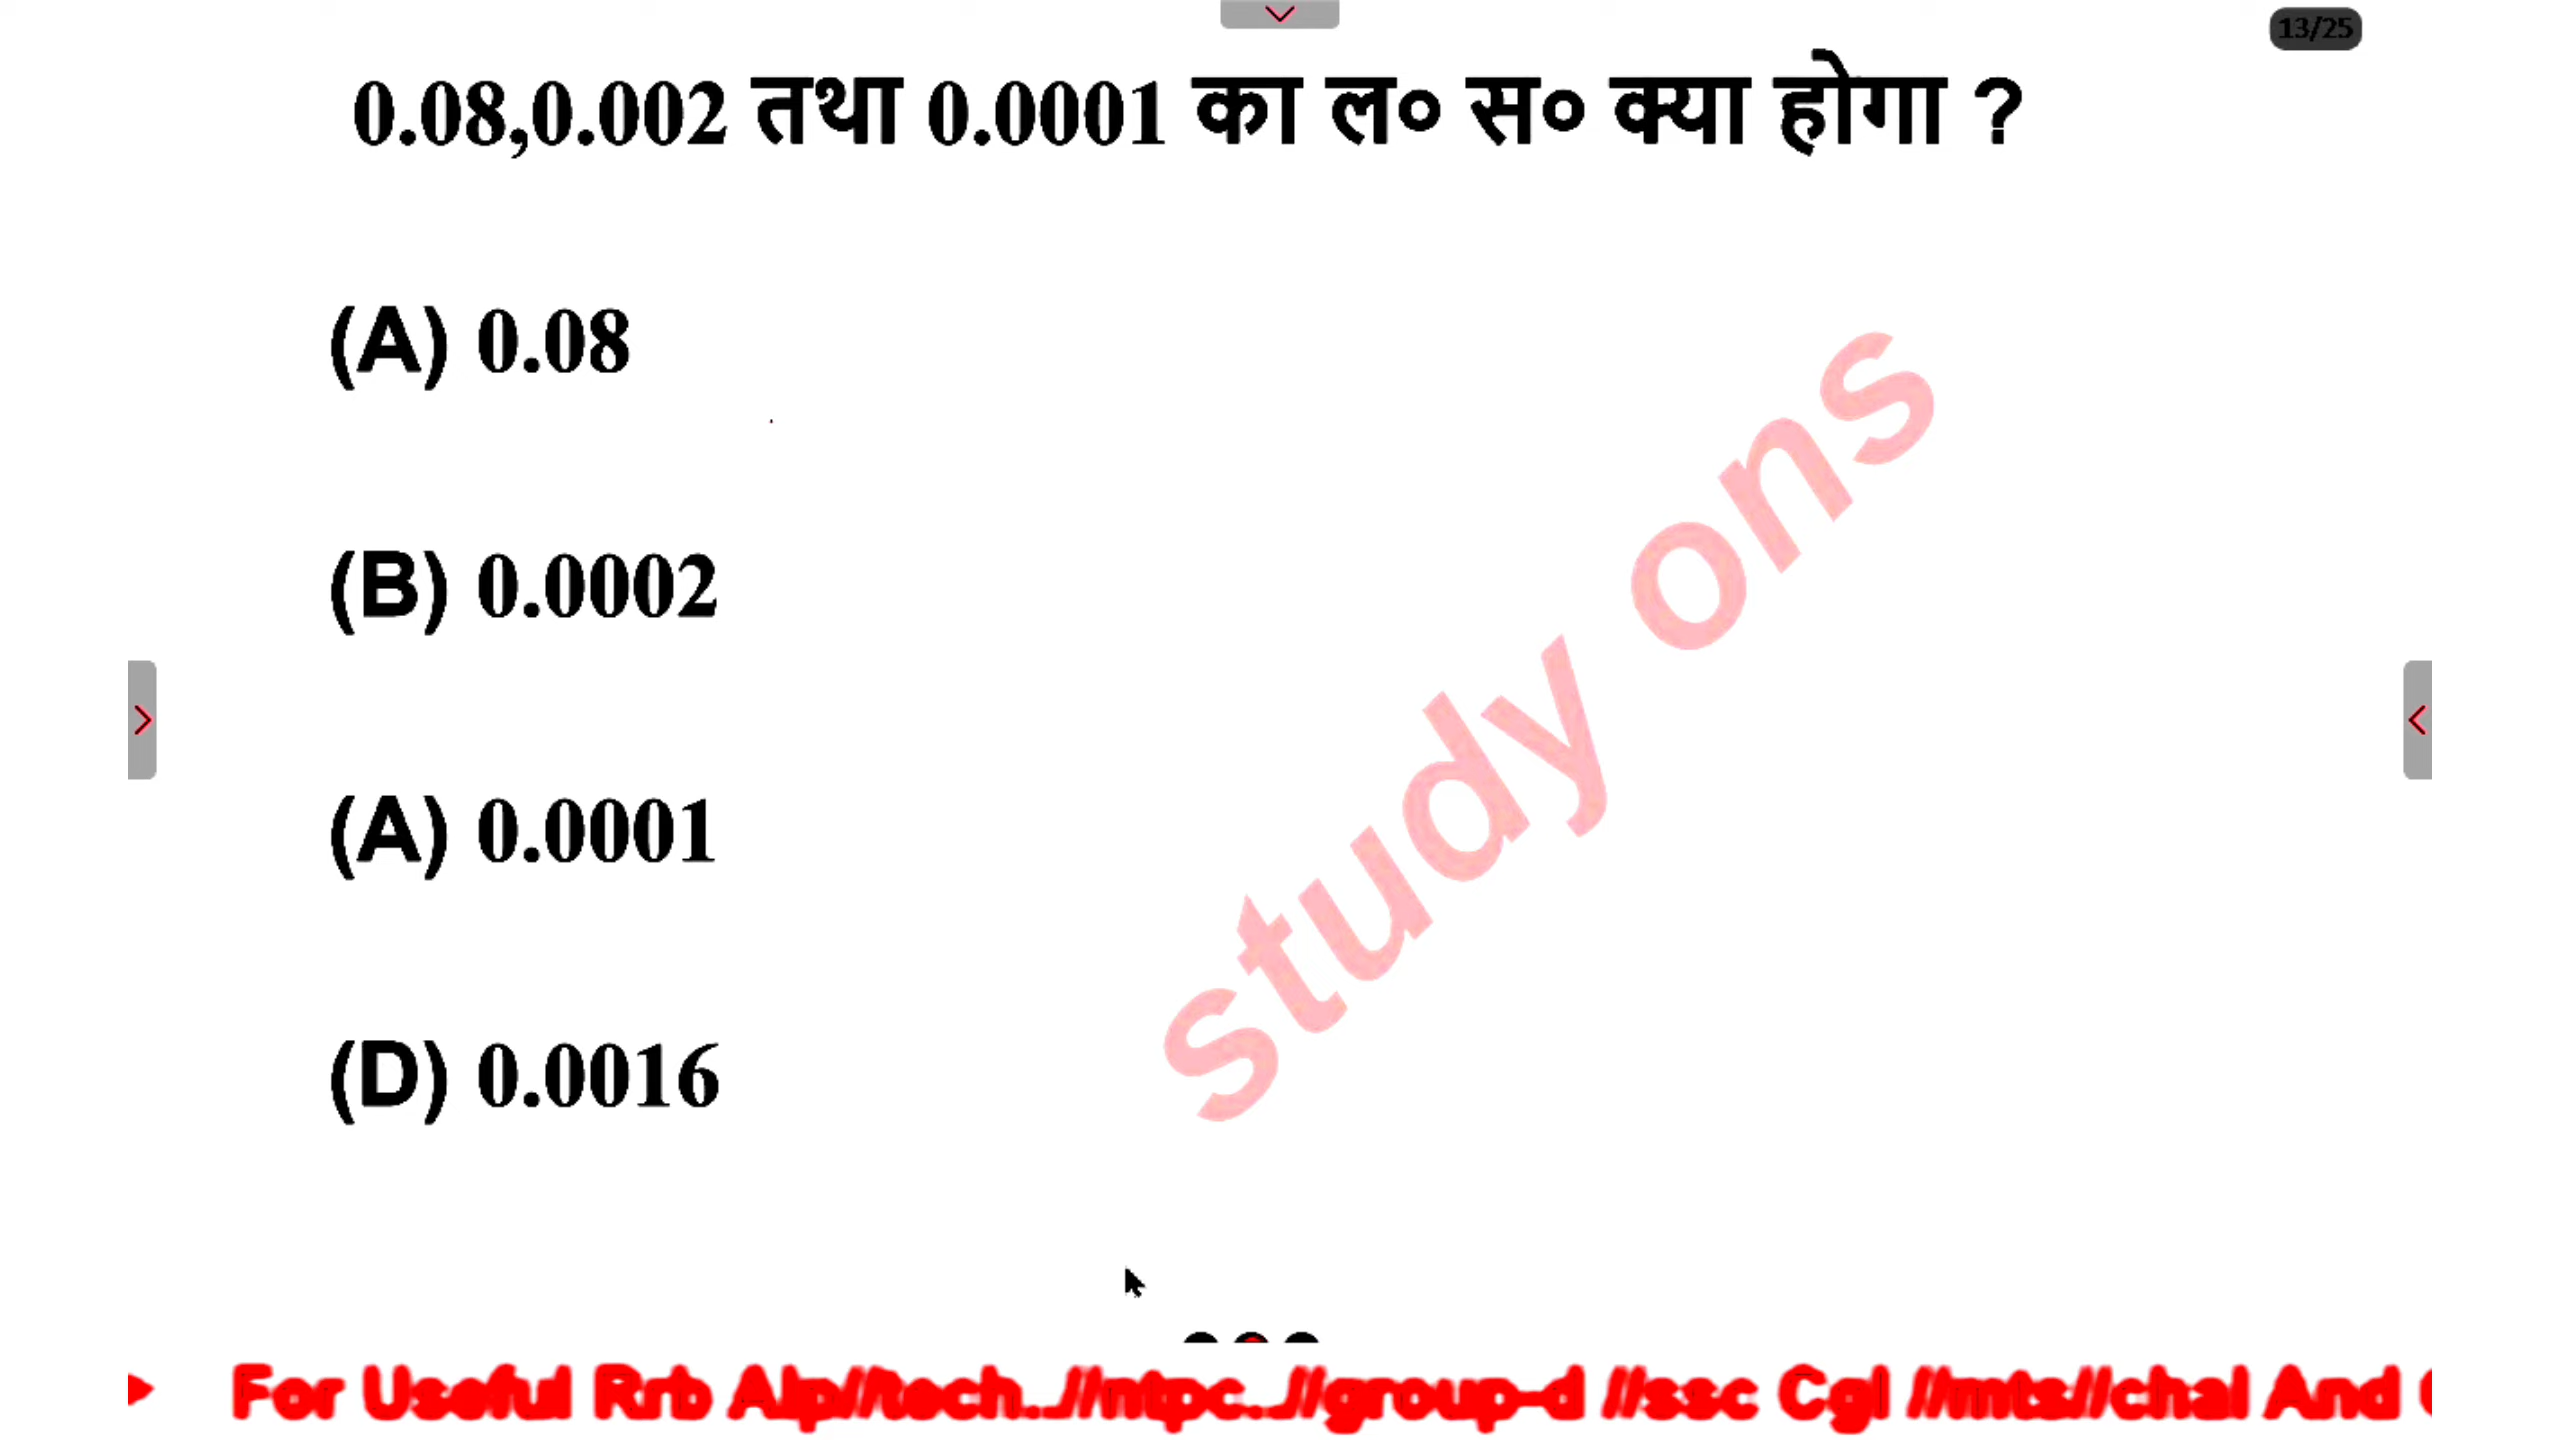 13/25
0.08,0.002 तथा 0.0001 का ल० स० क्या होगा ?
(A) 0.08
(B) 0.0002
(A) 0.0001
(D) 0.0016
study ons
For Useful Rrb Alp//tech..//ntpc..//group-d //ssc Cgl //mts//chal And